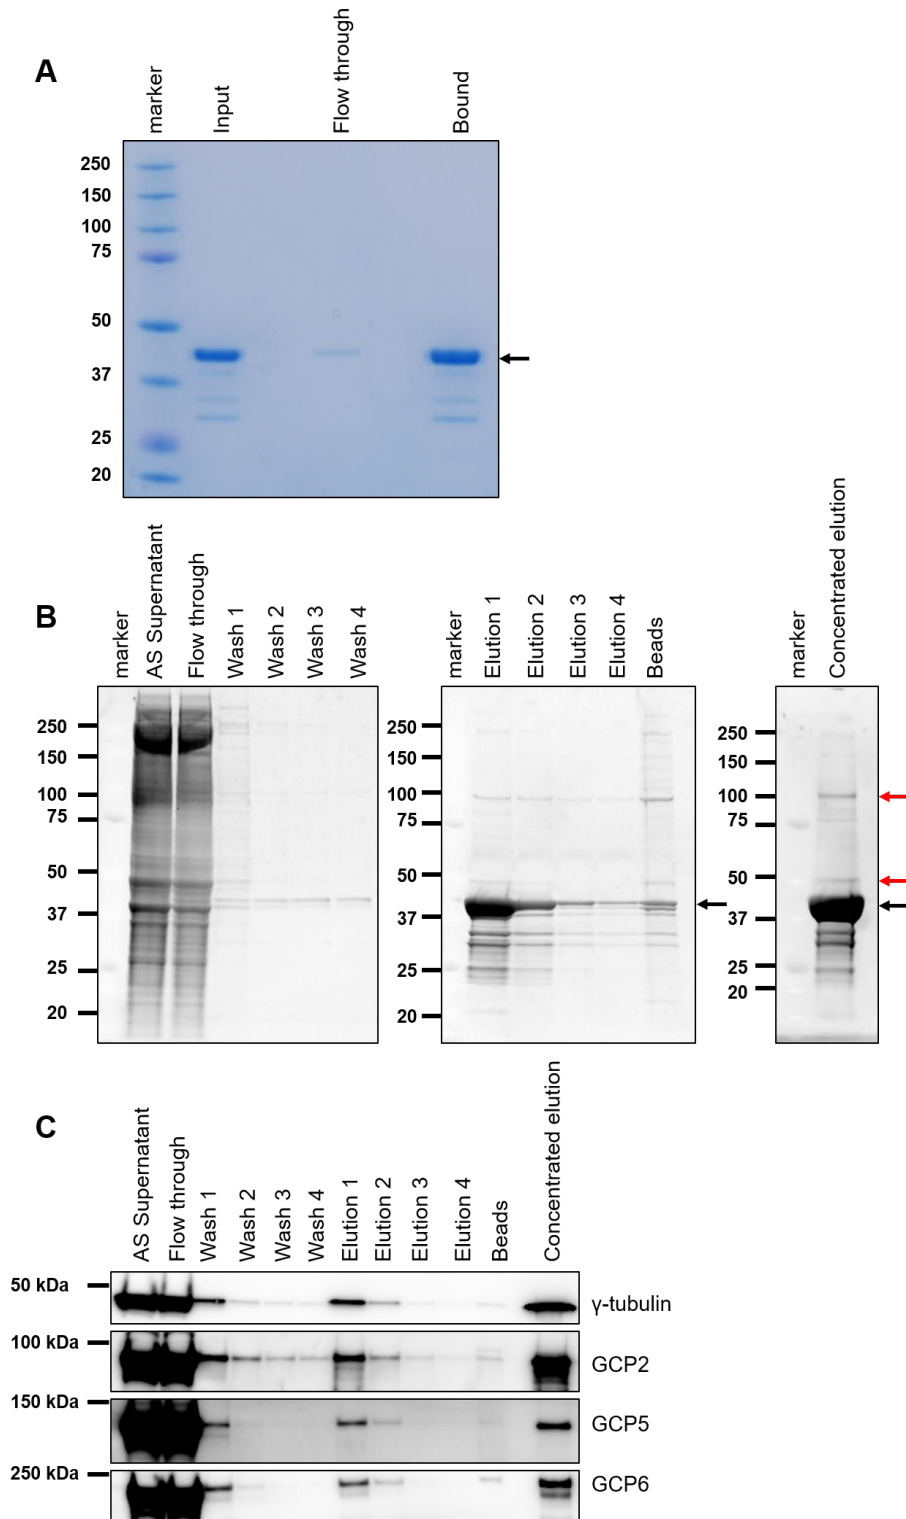 A
marker
Input
Flow through
Bound
250
150
100
75
50
37
25
20
B
marker
AS Supernatant
Flow through
Wash 1
Wash 2
Wash 3
Wash 4
250
150
100
75
50
37
25
20
marker
Elution 1
Elution 2
Elution 3
Elution 4
Beads
250
150
100
75
50
37
25
20
marker
Concentrated elution
250
150
100
75
50
37
25
20
C
AS Supernatant
Flow through
Wash 1
Wash 2
Wash 3
Wash 4
Elution 1
Elution 2
Elution 3
Elution 4
Beads
Concentrated elution
50 kDa
γ-tubulin
100 kDa
GCP2
150 kDa
GCP5
250 kDa
GCP6